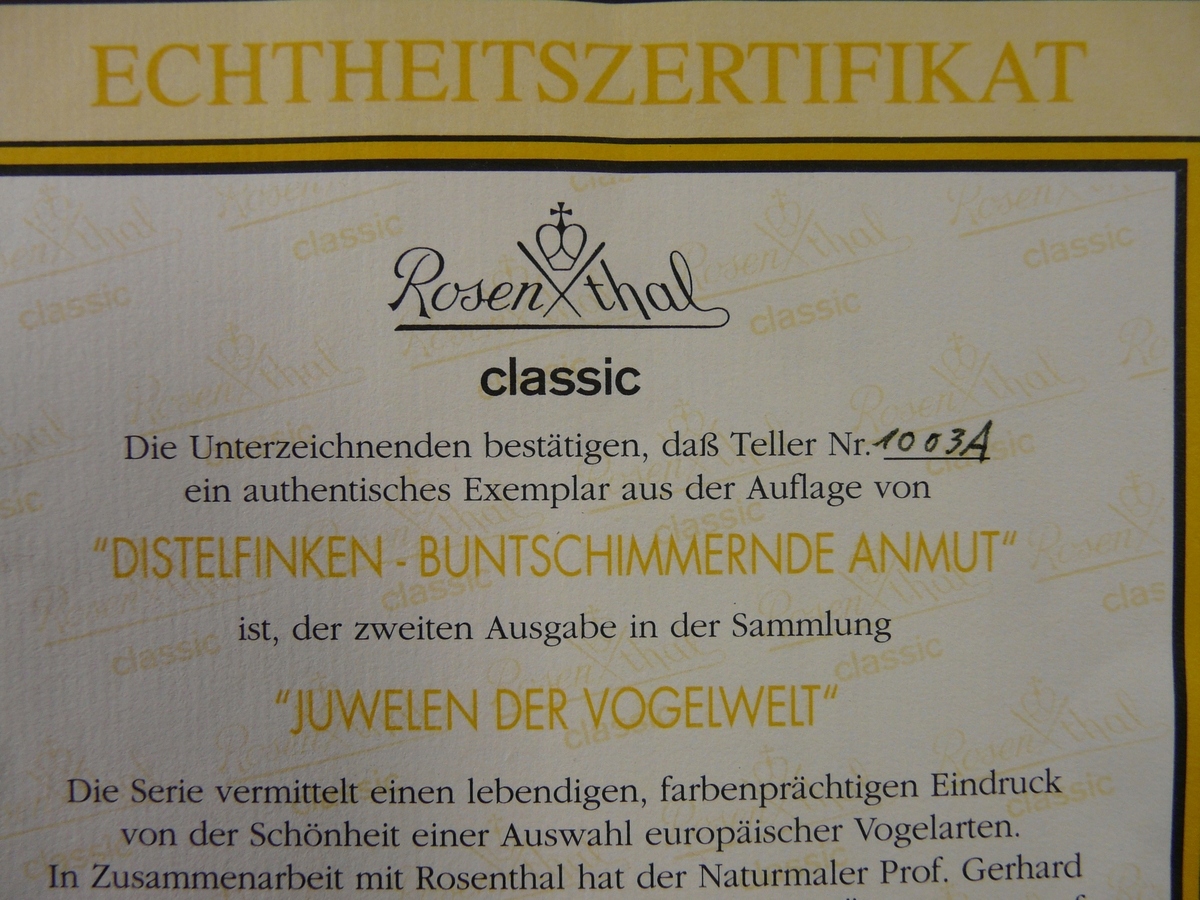 ECHTHEITSZERTIFIKAT
Rosenthal
classic
Die Unterzeichnenden bestätigen, daß Teller Nr. 1003A
ein authentisches Exemplar aus der Auflage von
"DISTELFINKEN - BUNTSCHIMMERNDE ANMUT"
ist, der zweiten Ausgabe in der Sammlung
"JUWELEN DER VOGELWELT"
Die Serie vermittelt einen lebendigen, farbenprächtigen Eindruck
von der Schönheit einer Auswahl europäischer Vogelarten.
In Zusammenarbeit mit Rosenthal hat der Naturmaler Prof. Gerhard